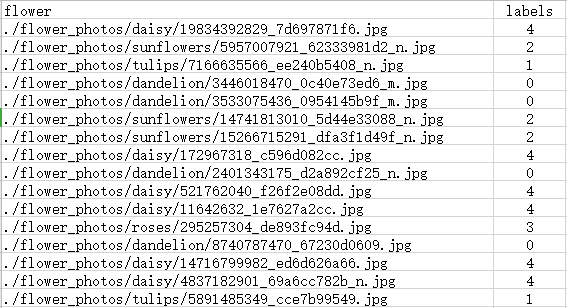 flower labels
./flower_photos/daisy/19834392829_7d697871f6.jpg 4
./flower_photos/sunflowers/5957007921_62333981d2_n.jpg 2
./flower_photos/tulips/7166635566_ee240b5408_n.jpg 1
./flower_photos/dandelion/3446018470_0c40e73ed6_m.jpg 0
./flower_photos/dandelion/3533075436_0954145b9f_m.jpg 0
./flower_photos/sunflowers/14741813010_5d44e33088_n.jpg 2
./flower_photos/sunflowers/15266715291_dfa3f1d49f_n.jpg 2
./flower_photos/daisy/172967318_c596d082cc.jpg 4
./flower_photos/dandelion/2401343175_d2a892cf25_n.jpg 0
./flower_photos/daisy/521762040_f26f2e08dd.jpg 4
./flower_photos/daisy/11642632_1e7627a2cc.jpg 4
./flower_photos/roses/295257304_de893fc94d.jpg 3
./flower_photos/dandelion/8740787470_67230d0609.jpg 0
./flower_photos/daisy/14716799982_ed6d626a66.jpg 4
./flower_photos/daisy/4837182901_69a6cc782b_n.jpg 4
./flower_photos/tulips/5891485349_cce7b99549.jpg 1